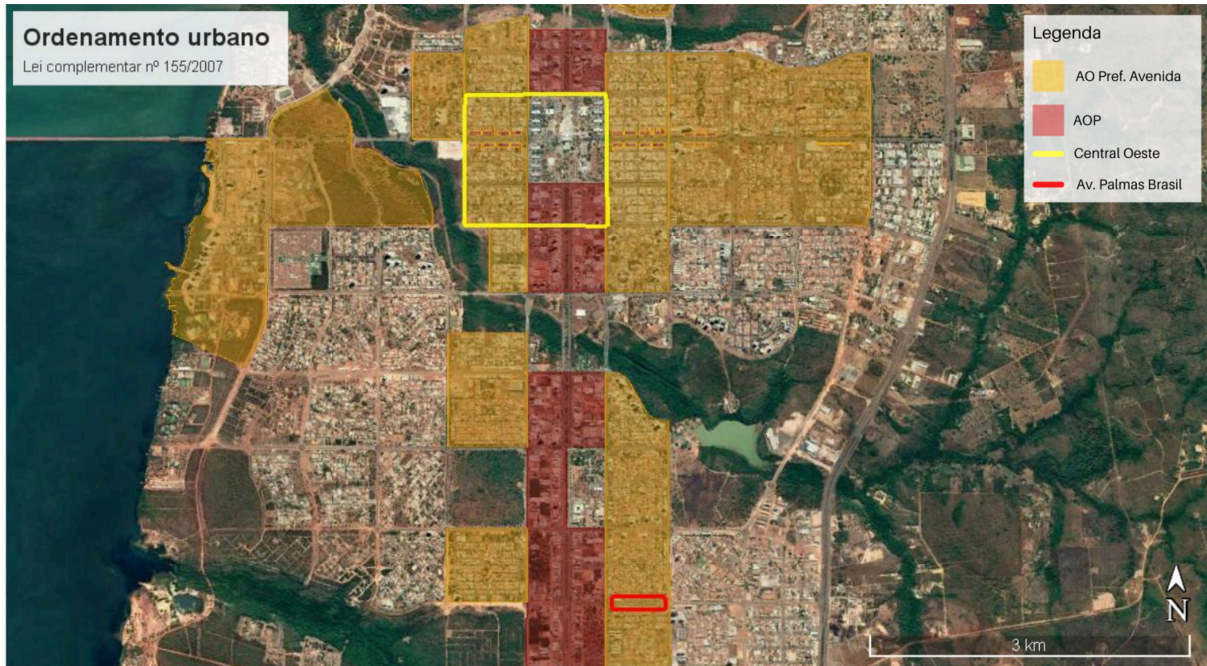 Ordenamento urbano
Lei complementar nº 155/2007
Legenda
AO Pref. Avenida
AOP
Central Oeste
Av. Palmas Brasil
N
3 km